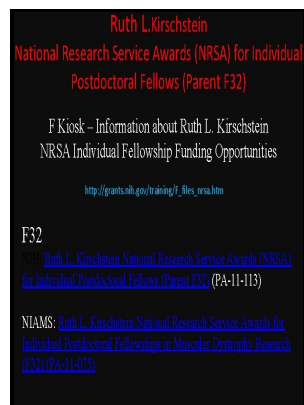 Ruth L.Kirschstein
National Research Service Awards (NRSA) for Individual
Postdoctoral Fellows (Parent F32)
F Kiosk – Information about Ruth L. Kirschstein
NRSA Individual Fellowship Funding Opportunities
http://grants.nih.gov/training/F_files_nrsa.htm
F32
NIH: Ruth L. Kirschstein National Research Service Awards (NRSA)
for Individual Postdoctoral Fellows (Parent F32) (PA-11-113)
NIAMS: Ruth L. Kirschstein National Research Service Awards for
Individual Postdoctoral Fellowships in Muscular Dystrophy Research
(F32) (PA-11-075)